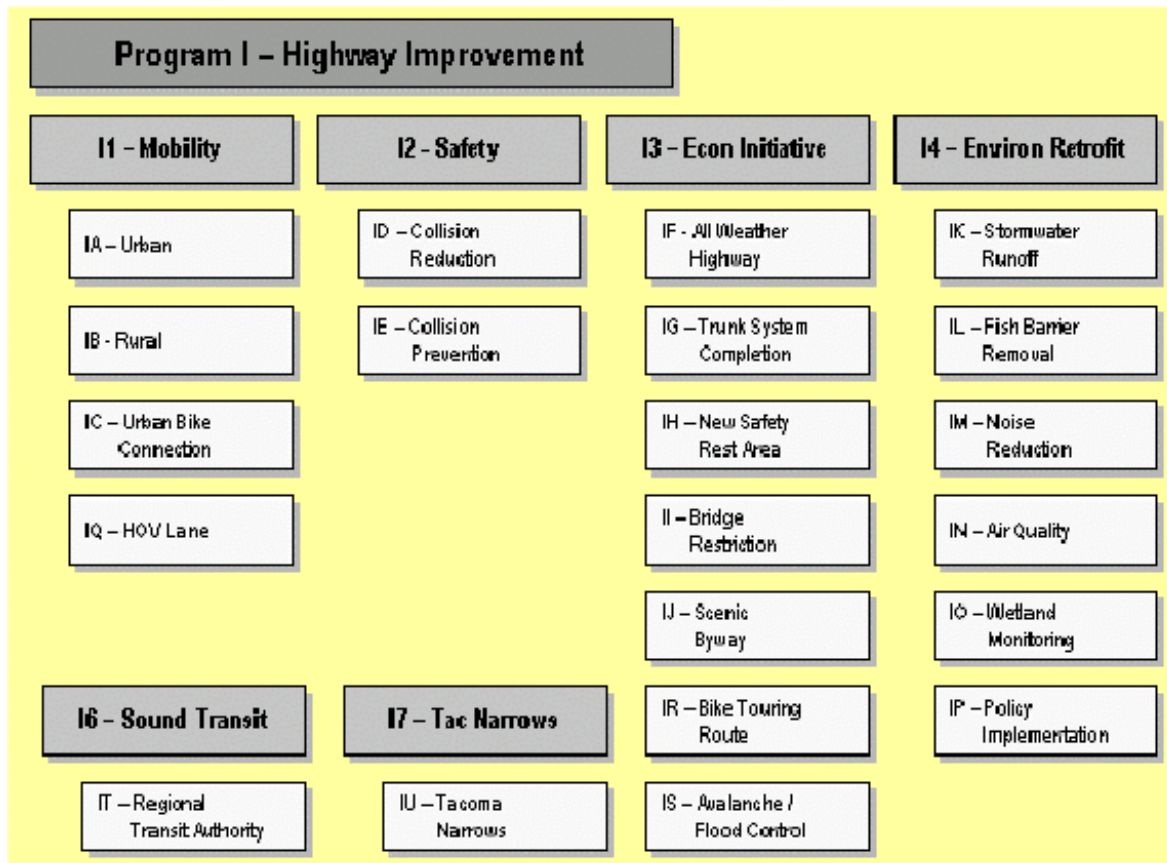 Program I – Highway Improvement
I1 – Mobility
IA – Urban
IB - Rural
IC – Urban Bike
Connection
IQ – HOV Lane
I2 - Safety
ID – Collision
Reduction
IE – Collision
Prevention
I3 – Econ Initiative
IF - All Weather
Highway
IG – Trunk System
Completion
IH – New Safety
Rest Area
II – Bridge
Restriction
IJ – Scenic
Byway
IR – Bike Touring
Route
IS – Avalanche /
Flood Control
I4 – Environ Retrofit
IK – Stormwater
Runoff
IL – Fish Barrier
Removal
IM – Noise
Reduction
IN – Air Quality
IO – Wetland
Monitoring
IP – Policy
Implementation
I6 – Sound Transit
IT – Regional
Transit Authority
I7 – Tac Narrows
IU – Tacoma
Narrows